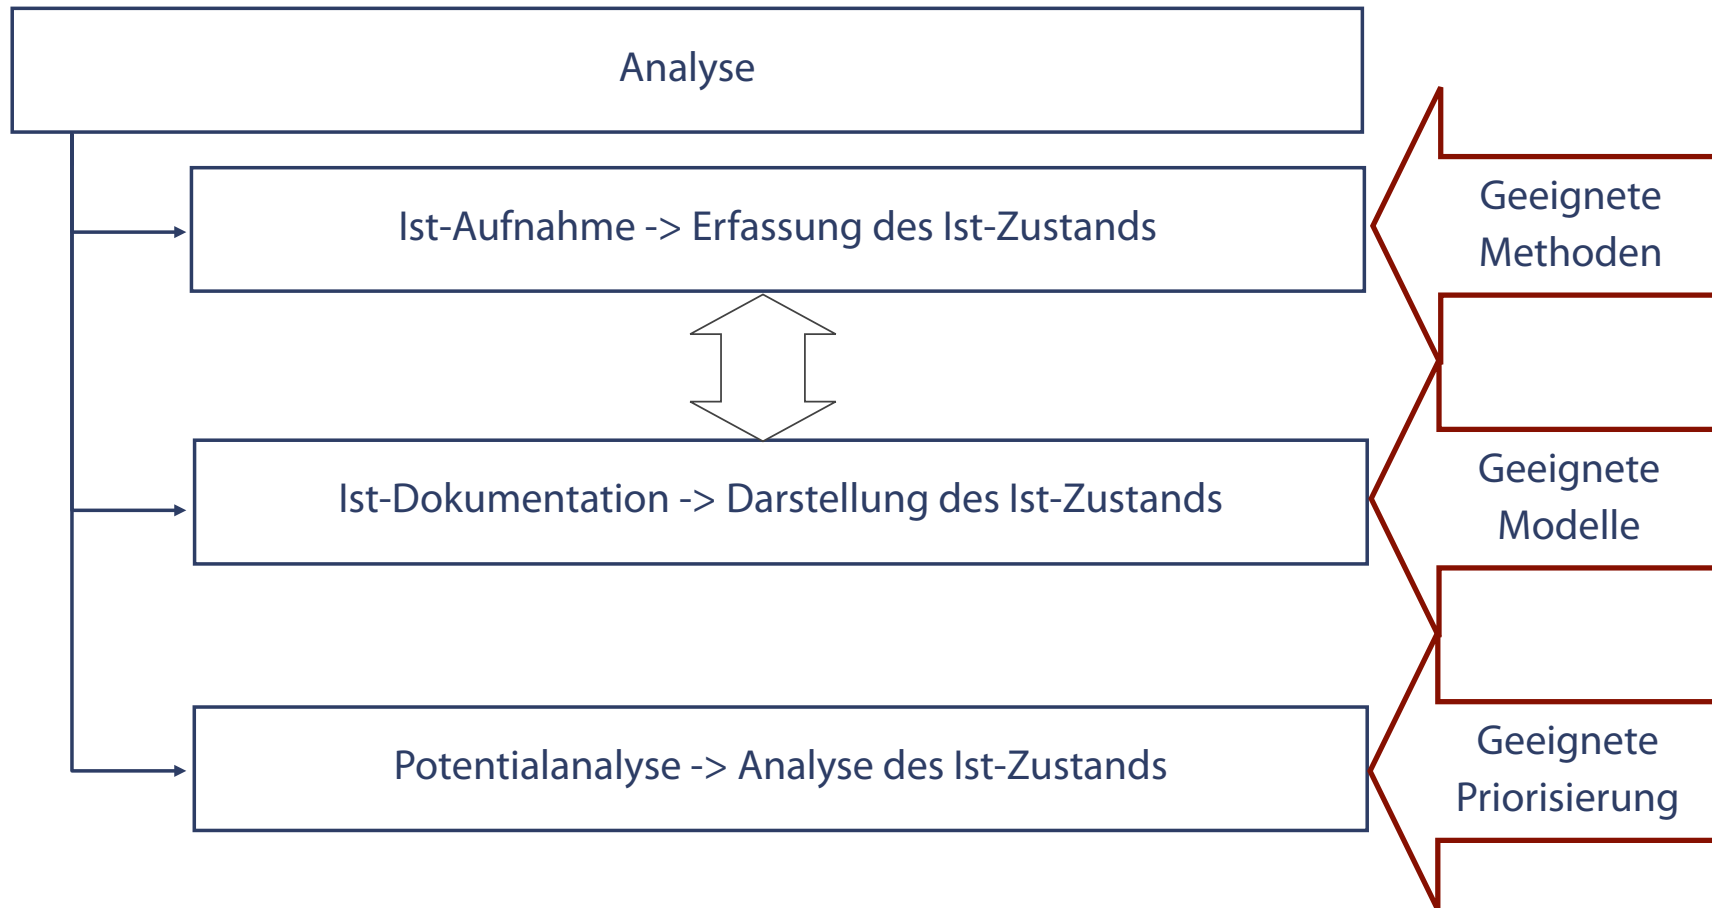 Analyse
Ist-Aufnahme -> Erfassung des Ist-Zustands
Geeignete
Methoden
Ist-Dokumentation -> Darstellung des Ist-Zustands
Geeignete
Modelle
Potentialanalyse -> Analyse des Ist-Zustands
Geeignete
Priorisierung